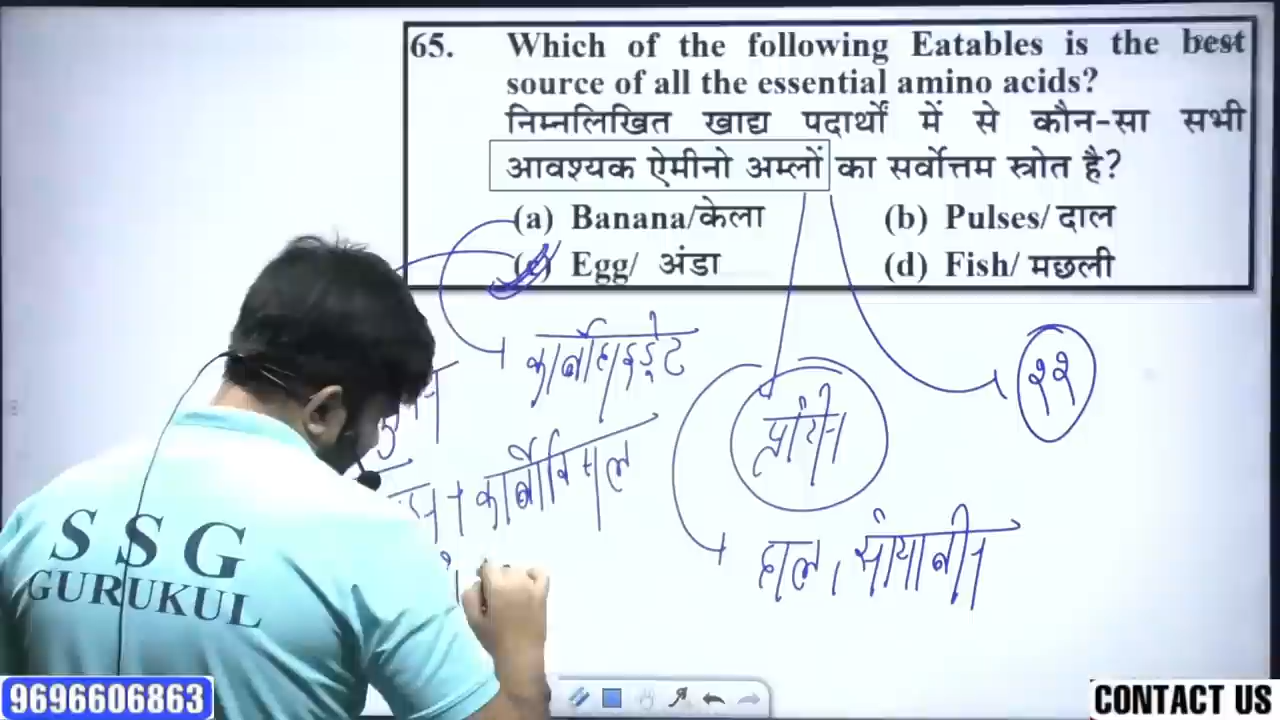 65. Which of the following Eatables is the best
source of all the essential amino acids?
निम्नलिखित खाद्य पदार्थों में से कौन-सा सभी
आवश्यक ऐमीनो अम्लों का सर्वोत्तम स्त्रोत है?
(a) Banana/केला (b) Pulses/ दाल
(c) Egg/ अंडा (d) Fish/ मछली
कार्बोहाइड्रेट
२२
प्रोटीन
कार्बोक्सिल
दाल, सोयाबीन
SSG
GURUKUL
9696606863
CONTACT US